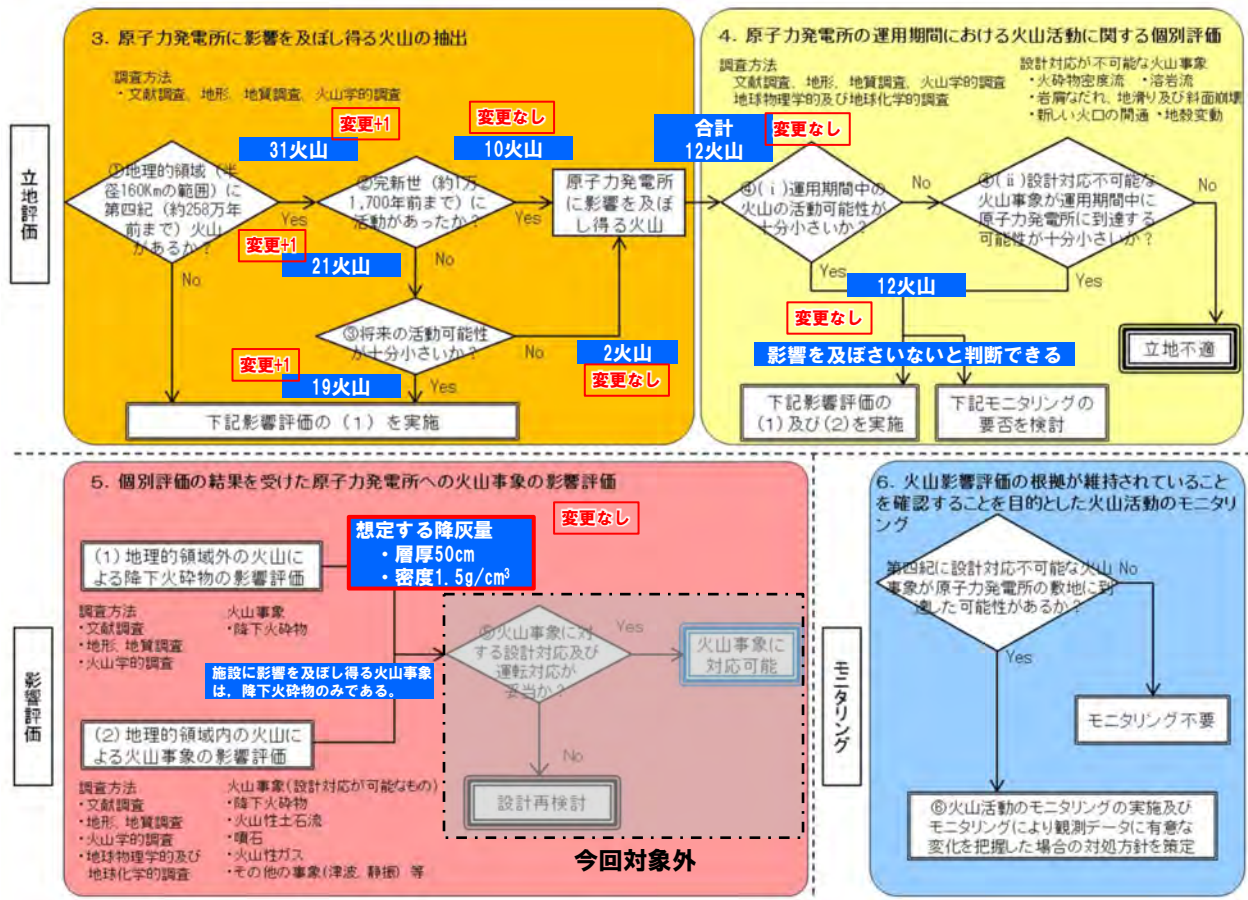 立地評価
3. 原子力発電所に影響を及ぼし得る火山の抽出
調査方法
・文献調査、地形、地質調査、火山学的調査
変更+1
31火山
変更なし
10火山
①地理的領域（半
径160Kmの範囲）に
第四紀（約258万年
前まで）火山
があるか？
Yes
No
変更+1
21火山
②完新世（約1万
1,700年前まで）に
活動があったか？
Yes
No
原子力発電所
に影響を及ぼ
し得る火山
③将来の活動可能性
が十分小さいか？
No
2火山
変更なし
変更+1
19火山
Yes
下記影響評価の（1）を実施
4. 原子力発電所の運用期間における火山活動に関する個別評価
調査方法
文献調査、地形、地質調査、火山学的調査
地球物理学的及び地球化学的調査
設計対応が不可能な火山事象
・火砕物密度流 ・溶岩流
・岩屑なだれ、地滑り及び斜面崩壊
・新しい火口の開通 ・地殻変動
合計
12火山
変更なし
④(ⅰ)運用期間中の
火山の活動可能性が
十分小さいか？
No
Yes
④(ⅱ)設計対応不可能な
火山事象が運用期間中に
原子力発電所に到達する
可能性が十分小さいか？
No
Yes
12火山
変更なし
影響を及ぼさいないと判断できる
立地不適
下記影響評価の
(1)及び(2)を実施
下記モニタリングの
要否を検討
影響評価
5. 個別評価の結果を受けた原子力発電所への火山事象の影響評価
変更なし
想定する降灰量
・層厚50cm
・密度1.5g/cm³
(1)地理的領域外の火山に
よる降下火砕物の影響評価
調査方法
・文献調査
・地形、地質調査
・火山学的調査
火山事象
・降下火砕物
施設に影響を及ぼし得る火山事象
は，降下火砕物のみである。
⑤火山事象に対
する設計対応及び
運転対応が
妥当か？
Yes
火山事象に
対応可能
No
設計再検討
今回対象外
(2)地理的領域内の火山に
よる火山事象の影響評価
調査方法
・文献調査
・地形、地質調査
・火山学的調査
・地球物理学的及び
地球化学的調査
火山事象(設計対応が可能なもの)
・降下火砕物
・火山性土石流
・噴石
・火山性ガス
・その他の事象(津波、静振)等
モニタリング
6. 火山影響評価の根拠が維持されていること
を確認することを目的とした火山活動のモニタリ
ング
第四紀に設計対応不可能な火山
事象が原子力発電所の敷地に到
達した可能性があるか？
No
Yes
モニタリング不要
⑥火山活動のモニタリングの実施及び
モニタリングにより観測データに有意な
変化を把握した場合の対処方針を策定